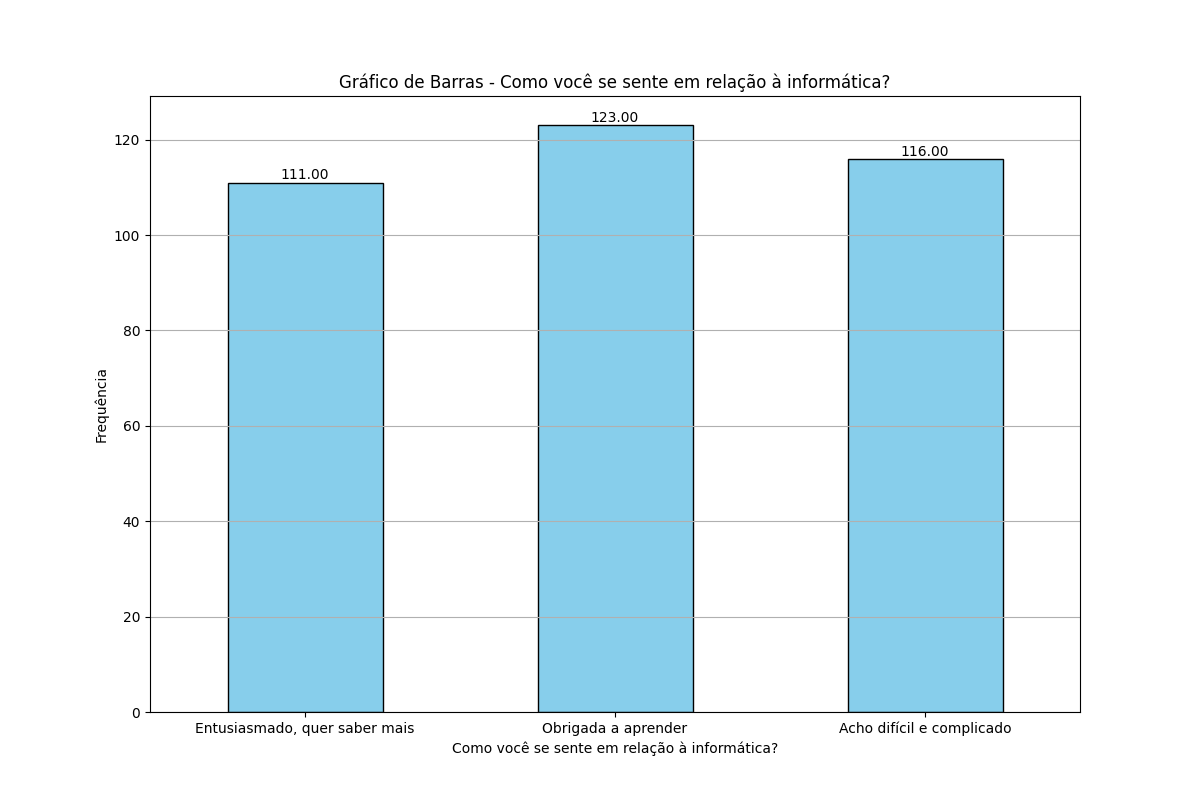 Gráfico de Barras - Como você se sente em relação à informática?
123.00
116.00
111.00
120
100
80
60
40
20
0
Frequência
Entusiasmado, quer saber mais
Obrigada a aprender
Acho difícil e complicado
Como você se sente em relação à informática?